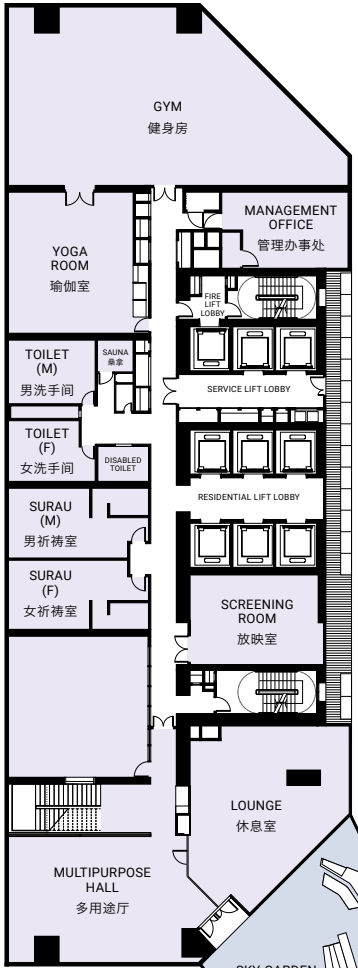 GYM
健身房
MANAGEMENT
OFFICE
管理办事处
YOGA
ROOM
瑜伽室
FIRE
LIFT
LOBBY
TOILET
(M)
男洗手间
SAUNA
桑拿
SERVICE LIFT LOBBY
TOILET
(F)
女洗手间
DISABLED
TOILET
RESIDENTIAL LIFT LOBBY
SURAU
(M)
男祈祷室
SURAU
(F)
女祈祷室
SCREENING
ROOM
放映室
LOUNGE
休息室
MULTIPURPOSE
HALL
多用途厅
SKY GARDEN